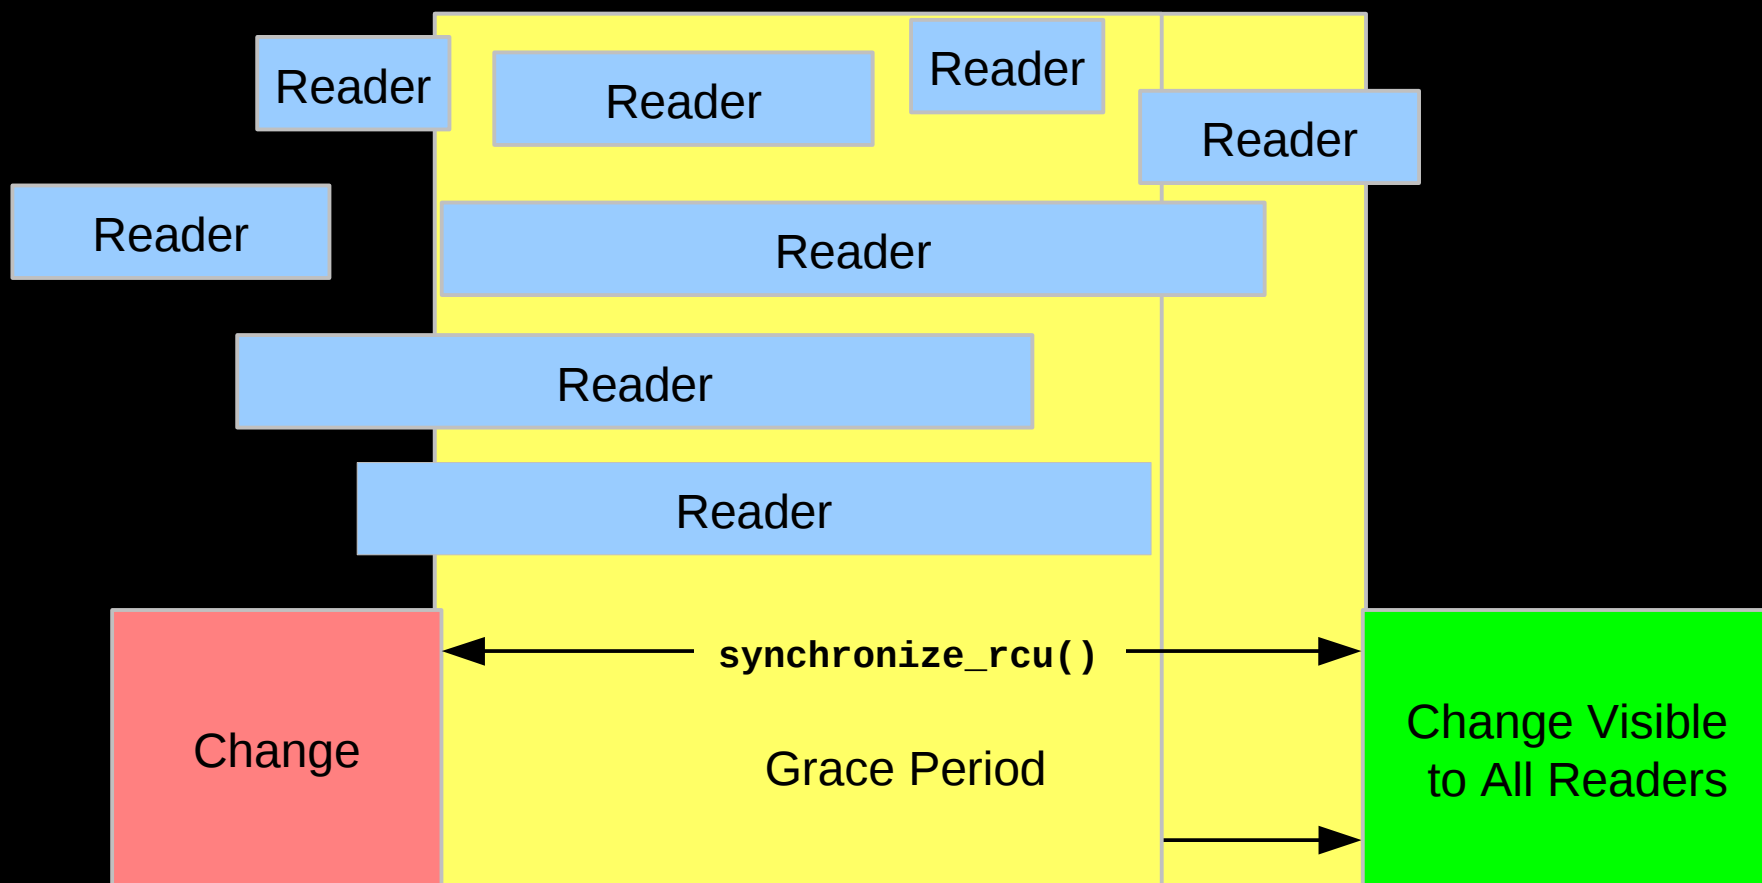 Reader
Reader
Reader
Reader
Reader
Reader
Reader
Reader
synchronize_rcu()
Change
Grace Period
Change Visible
to All Readers